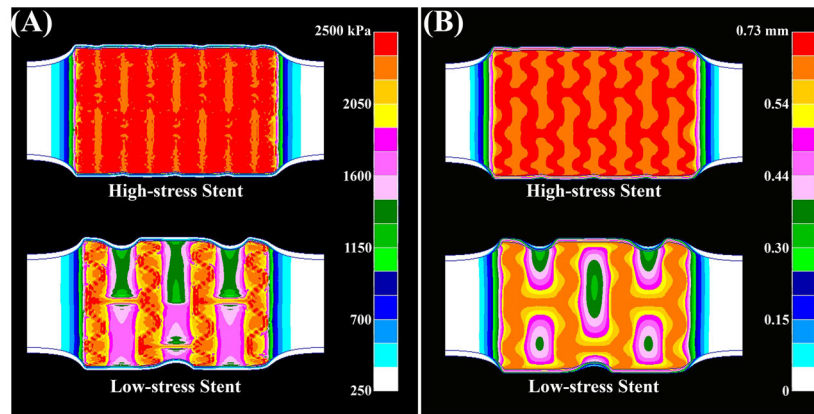 (A)
2500 kPa
2050
1600
1150
700
250
High-stress Stent
Low-stress Stent
(B)
0.73 mm
0.54
0.44
0.30
0.15
0
High-stress Stent
Low-stress Stent